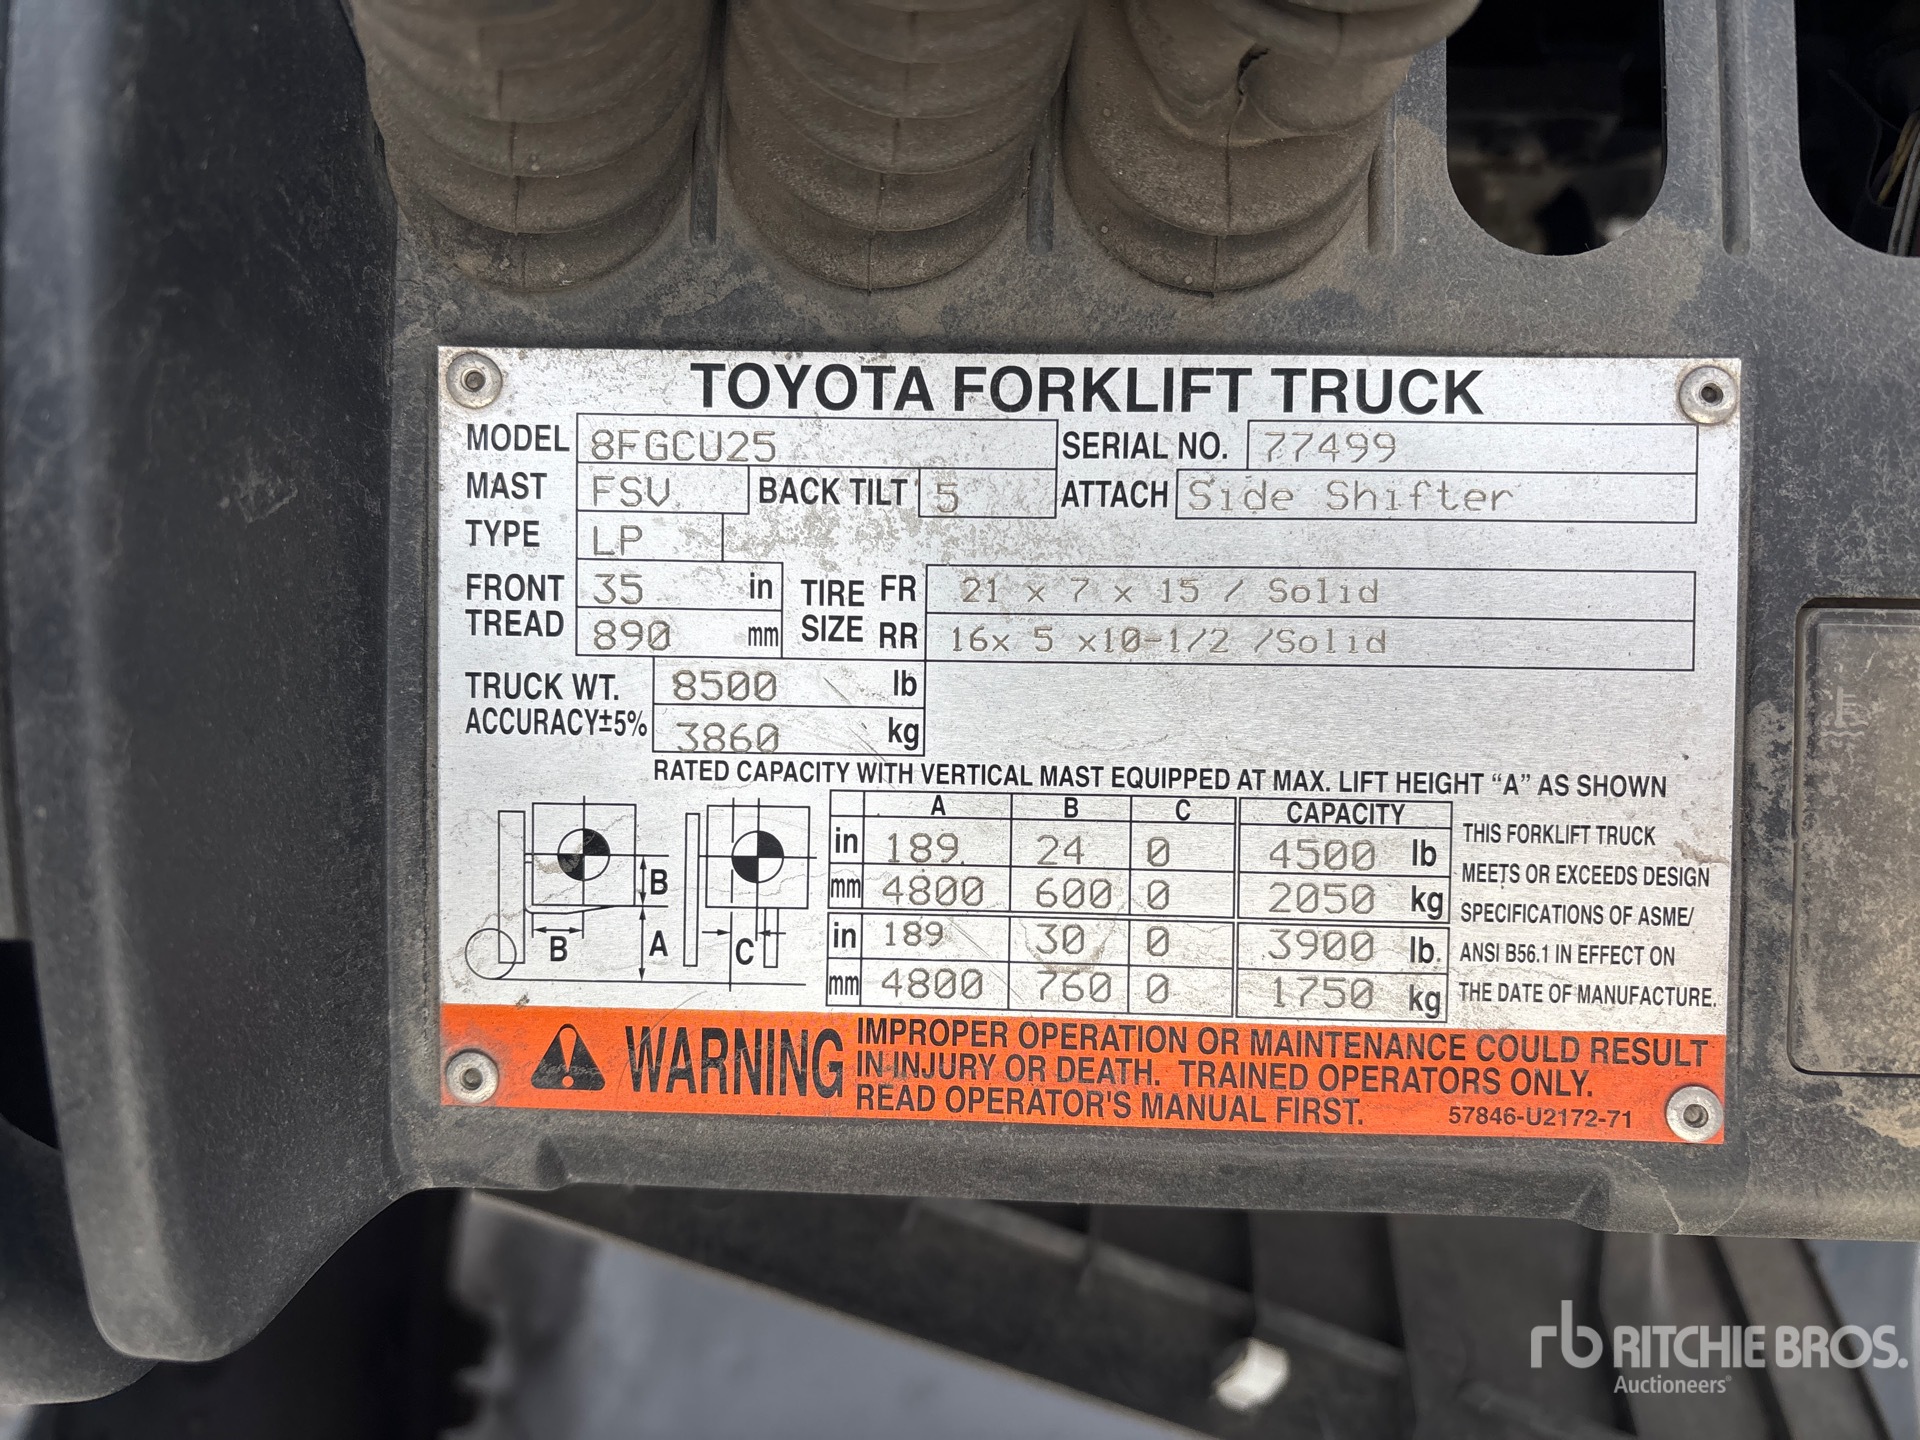 TOYOTA FORKLIFT TRUCK
MODEL 8FGCU25 SERIAL NO. 77499
MAST FSV BACK TILT 5 ATTACH Side Shifter
TYPE LP
FRONT TREAD 35 in TIRE SIZE FR 21 x 7 x 15 / Solid
890 mm RR 16x 5 x10-1/2 /Solid
TRUCK WT. 8500 lb
ACCURACY±5% 3860 kg
RATED CAPACITY WITH VERTICAL MAST EQUIPPED AT MAX. LIFT HEIGHT “A” AS SHOWN
A B C CAPACITY
in 189 24 0 4500 lb
mm 4800 600 0 2050 kg
in 189 30 0 3900 lb.
mm 4800 760 0 1750 kg
B
B A C
THIS FORKLIFT TRUCK
MEETS OR EXCEEDS DESIGN
SPECIFICATIONS OF ASME/
ANSI B56.1 IN EFFECT ON
THE DATE OF MANUFACTURE.
WARNING
IMPROPER OPERATION OR MAINTENANCE COULD RESULT
IN INJURY OR DEATH. TRAINED OPERATORS ONLY.
READ OPERATOR'S MANUAL FIRST. 57846-U2172-71
rb RITCHIE BROS.
Auctioneers